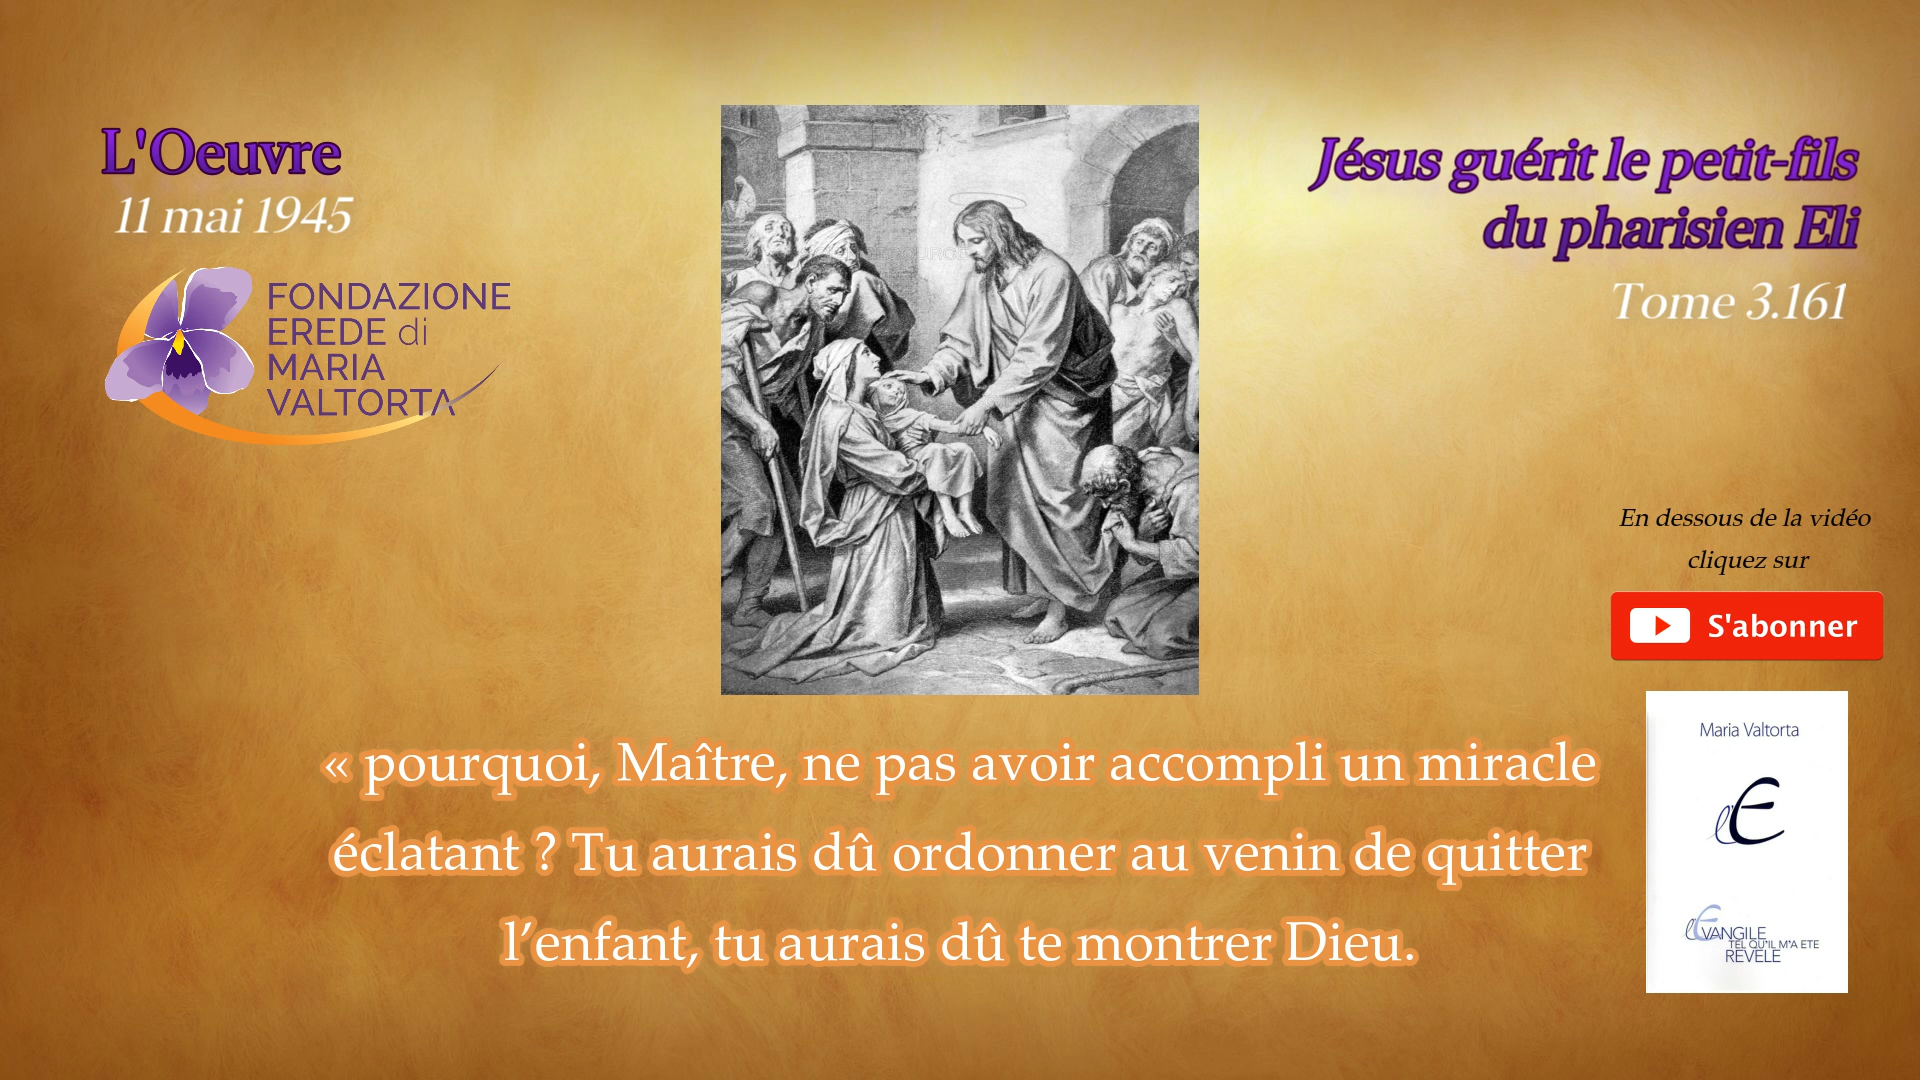 L'Oeuvre
11 mai 1945
FONDAZIONE
EREDE di
MARIA
VALTORTA
Jésus guérit le petit-fils
du pharisien Eli
Tome 3.161
En dessous de la vidéo
cliquez sur
S'abonner
Maria Valtorta
l'E
l'EVANGILE
TEL QU'IL M'A ETE
REVELE
« pourquoi, Maître, ne pas avoir accompli un miracle
éclatant ? Tu aurais dû ordonner au venin de quitter
l’enfant, tu aurais dû te montrer Dieu.